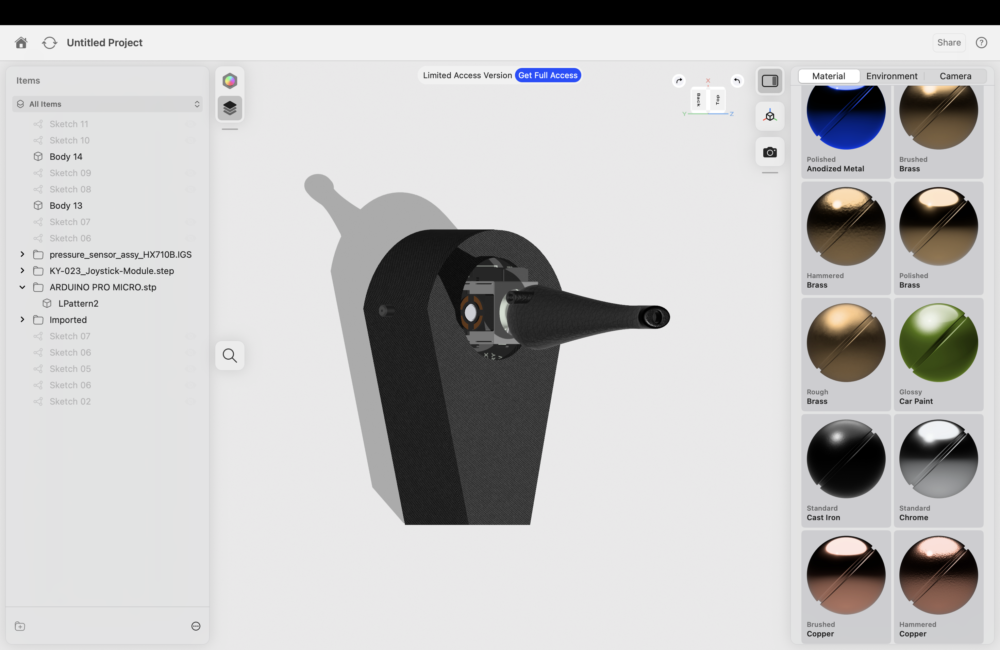 Untitled Project
Share
?
Items
All Items
Sketch 11
Sketch 10
Body 14
Sketch 09
Sketch 08
Body 13
Sketch 07
Sketch 06
pressure_sensor_assy_HX710B.IGS
KY-023_Joystick-Module.step
ARDUINO PRO MICRO.stp
LPattern2
Imported
Sketch 07
Sketch 06
Sketch 05
Sketch 06
Sketch 02
Limited Access Version Get Full Access
X
Back Top
Y Z
Material Environment Camera
Polished
Anodized Metal
Brushed
Brass
Hammered
Brass
Polished
Brass
Rough
Brass
Glossy
Car Paint
Standard
Cast Iron
Standard
Chrome
Brushed
Copper
Hammered
Copper